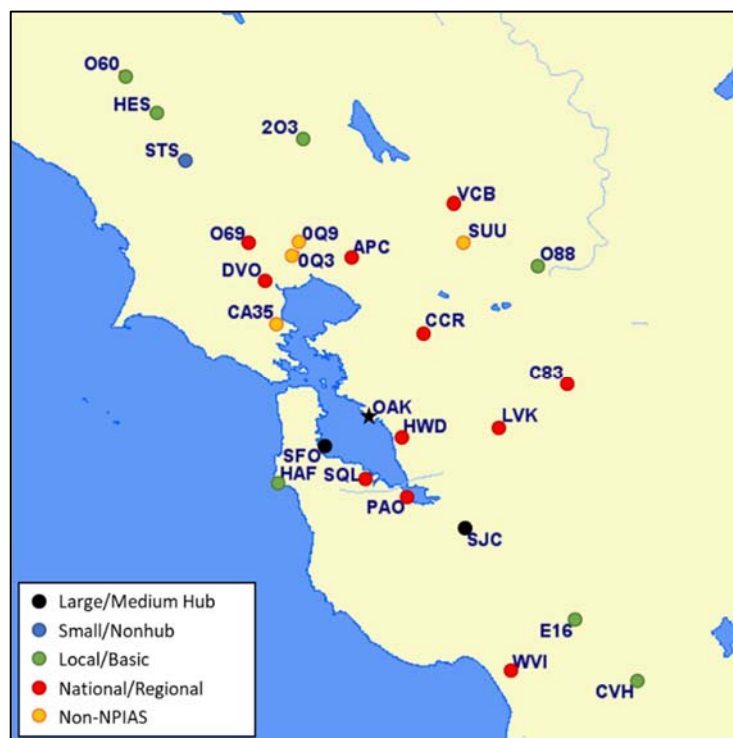 O60
HES
STS
2O3
VCB
SUU
O69
0Q9
0Q3
APC
O88
DVO
CA35
CCR
C83
OAK
HWD
LVK
SFO
HAF
SQL
PAO
SJC
E16
WVI
CVH
Large/Medium Hub
Small/Nonhub
Local/Basic
National/Regional
Non-NPIAS